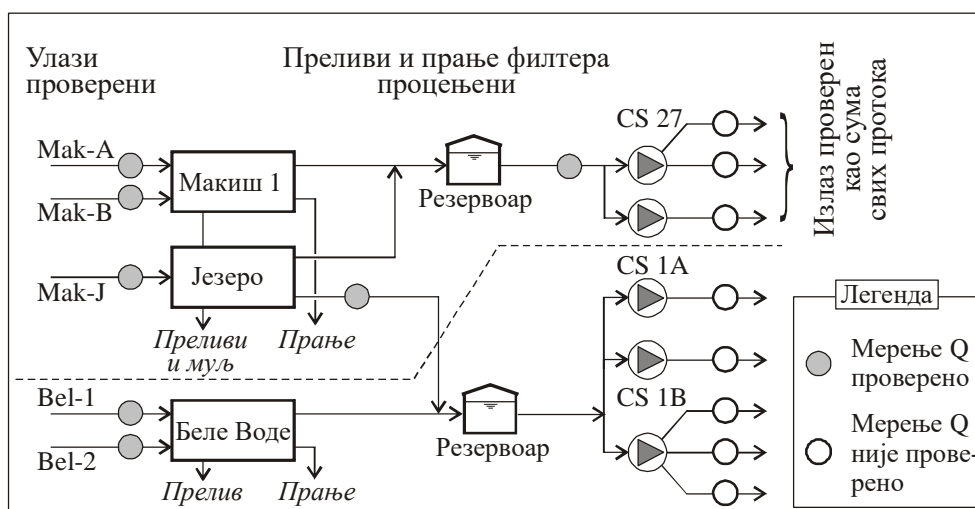 Улази
проверени
Преливи и прање филтера
процењени
Mak-A
Mak-B
Mak-J
Макиш 1
Језеро
Преливи
и муљ
Прање
Резервоар
CS 27
Излаз проверен
као сума
свих протока
CS 1A
CS 1B
Bel-1
Bel-2
Беле Воде
Прелив
Прање
Резервоар
Легенда
Мерење Q
проверено
Мерење Q
није прове-
рено